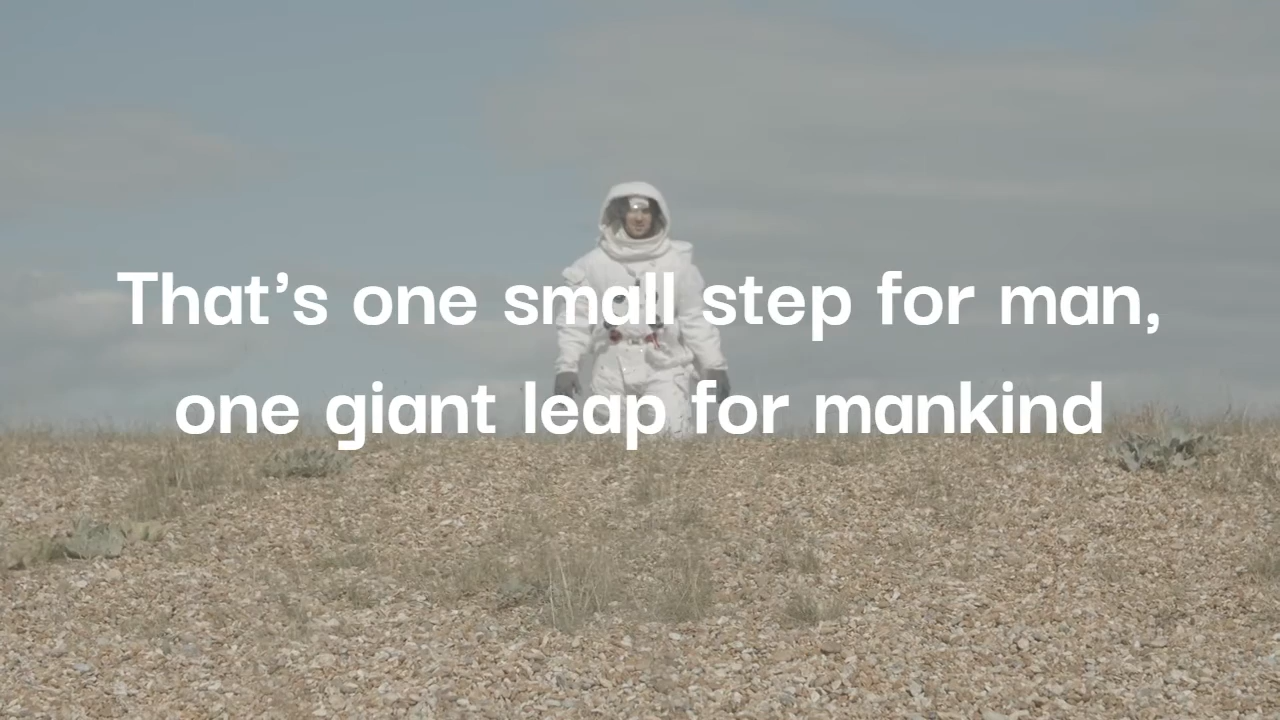 That's one small step for man,
one giant leap for mankind